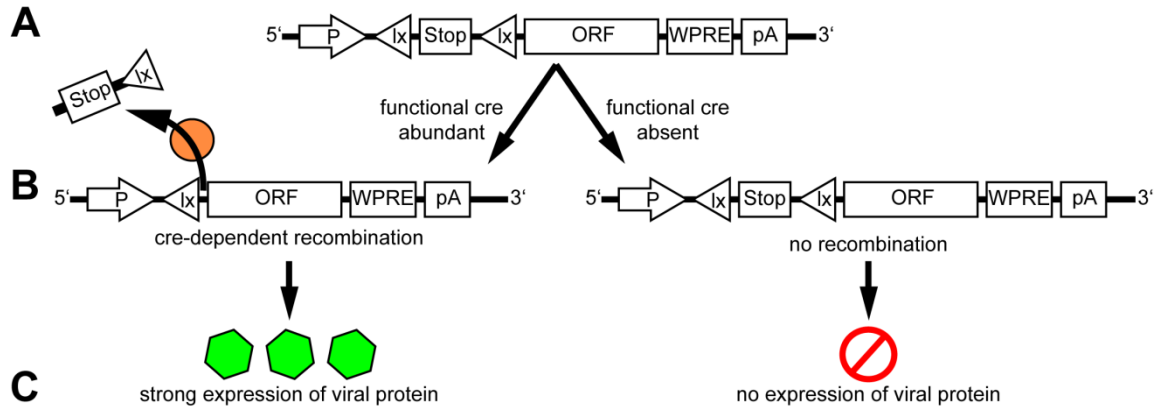 A
5‘ P lx Stop lx ORF WPRE pA 3‘
Stop lx
functional cre
abundant
functional cre
absent
B
5‘ P lx ORF WPRE pA 3‘
5‘ P lx Stop lx ORF WPRE pA 3‘
cre-dependent recombination
no recombination
C
strong expression of viral protein
no expression of viral protein